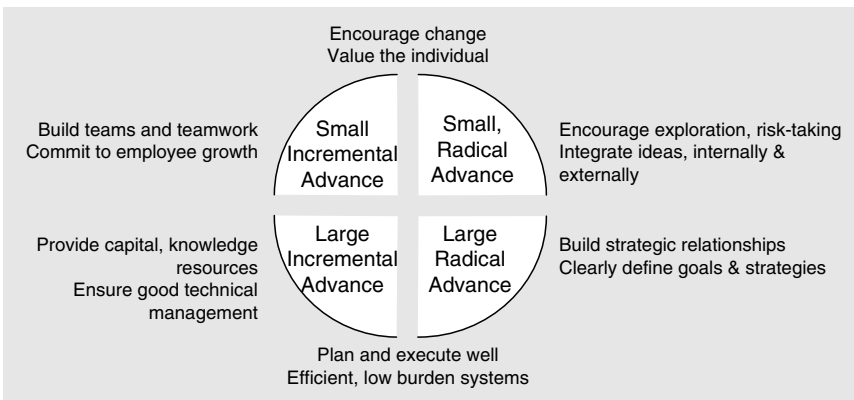 Encourage change
Value the individual
Build teams and teamwork
Commit to employee growth
Small
Incremental
Advance
Small,
Radical
Advance
Encourage exploration, risk-taking
Integrate ideas, internally &
externally
Provide capital, knowledge
resources
Ensure good technical
management
Large
Incremental
Advance
Large
Radical
Advance
Build strategic relationships
Clearly define goals & strategies
Plan and execute well
Efficient, low burden systems